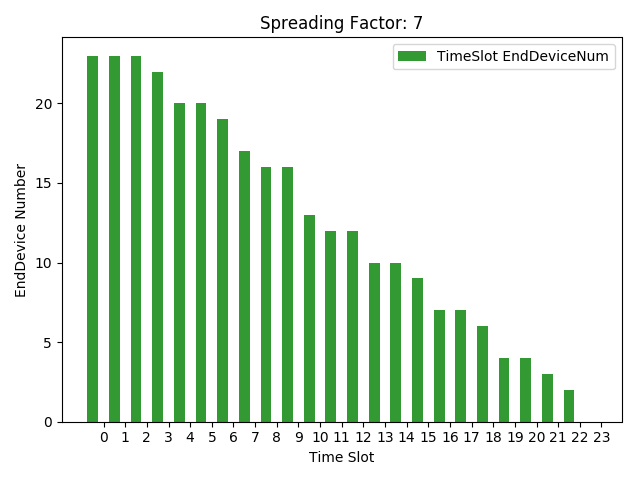 Spreading Factor: 7
TimeSlot EndDeviceNum
EndDevice Number
20
15
10
5
0
0 1 2 3 4 5 6 7 8 9 10 11 12 13 14 15 16 17 18 19 20 21 22 23
Time Slot